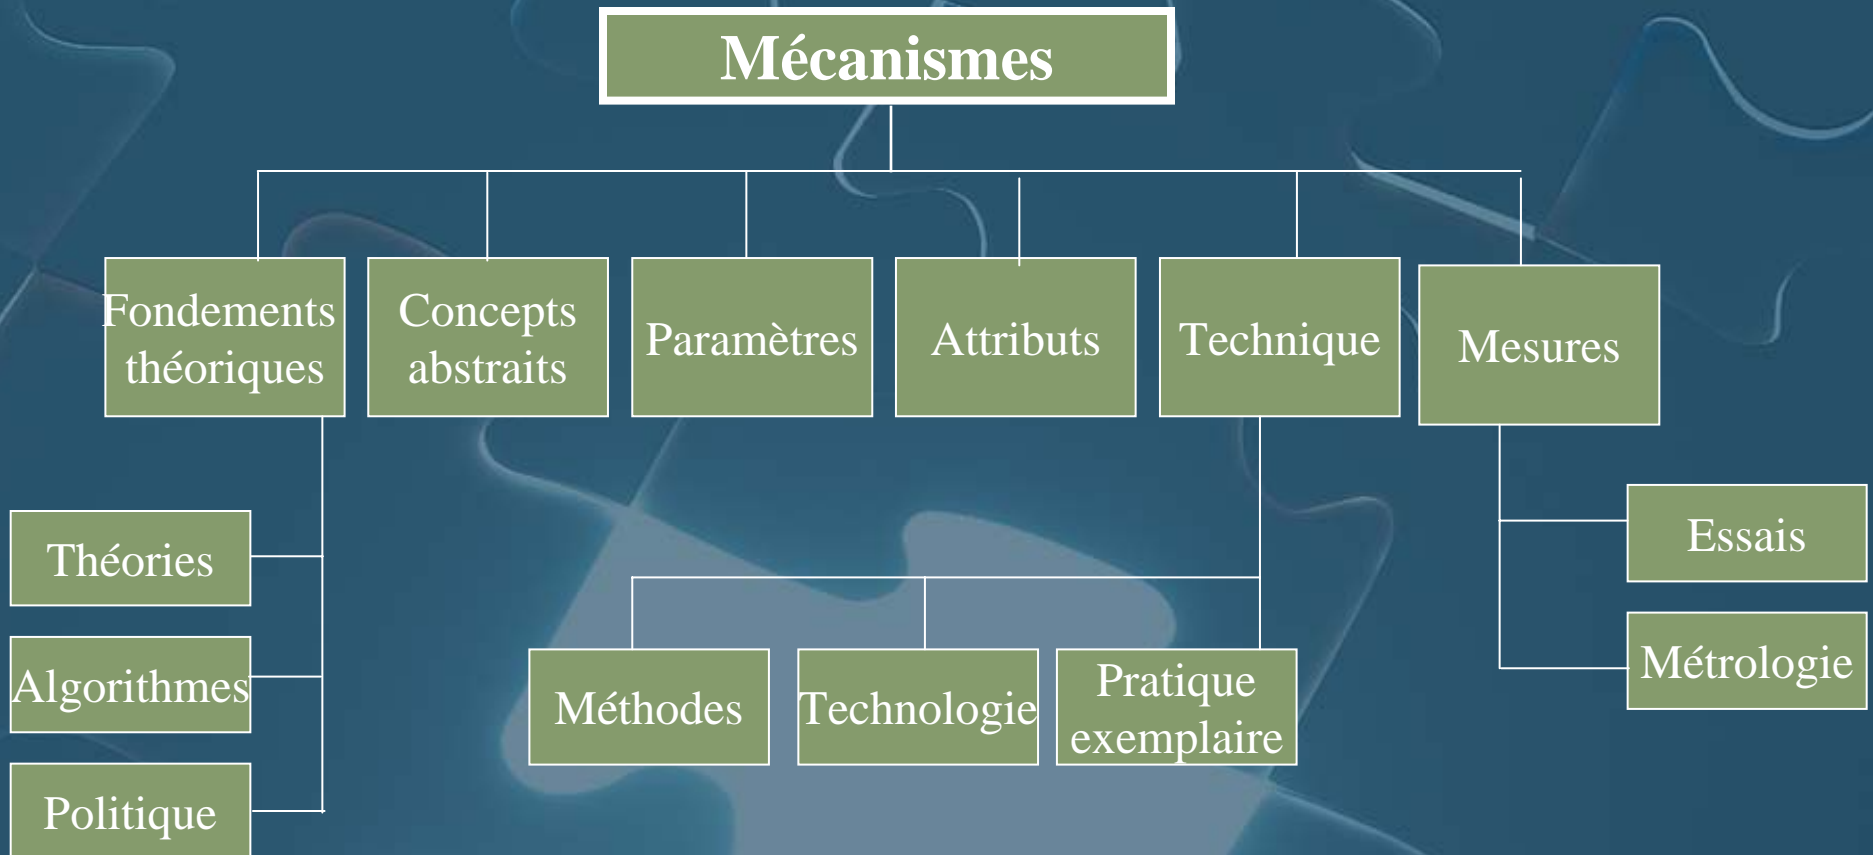 Mécanismes
Fondements
théoriques
Concepts
abstraits
Paramètres
Attributs
Technique
Mesures
Théories
Algorithmes
Politique
Méthodes
Technologie
Pratique
exemplaire
Essais
Métrologie